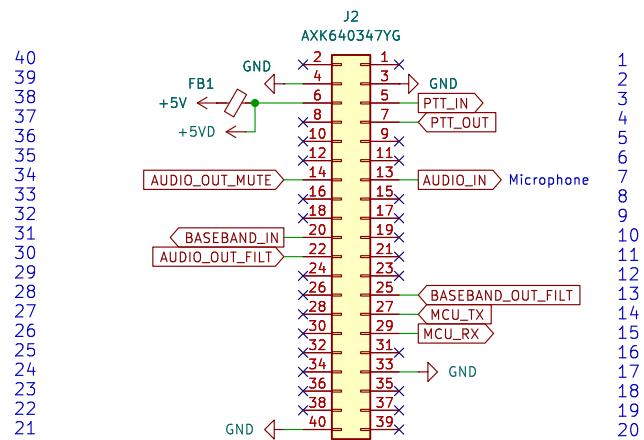 J2
AXK640347YG
40 2 1 1
39 GND 4 3 GND 2
38 FB1 +5V 6 5 PTT_IN 3
37 +5VD 8 7 PTT_OUT 4
36 10 9 5
35 12 11 6
34 AUDIO_OUT_MUTE 14 13 AUDIO_IN Microphone 7
33 16 15 8
32 18 17 9
31 BASEBAND_IN 20 19 10
30 AUDIO_OUT_FILT 22 21 11
29 24 23 12
28 26 25 BASEBAND_OUT_FILT 13
27 28 27 MCU_TX 14
26 30 29 MCU_RX 15
25 32 31 16
24 34 33 GND 17
23 36 35 18
22 38 37 19
21 GND 40 39 20